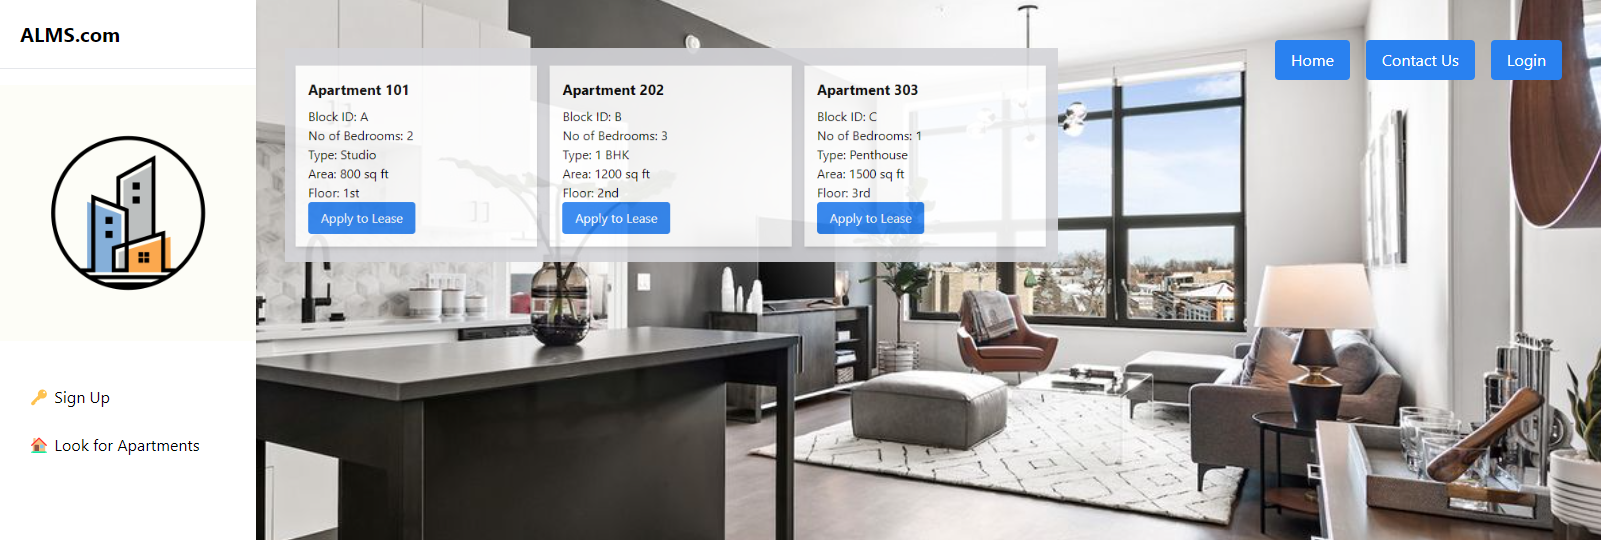 ALMS.com
Sign Up
Look for Apartments
Home
Contact Us
Login
Apartment 101
Block ID: A
No of Bedrooms: 2
Type: Studio
Area: 800 sq ft
Floor: 1st
Apply to Lease
Apartment 202
Block ID: B
No of Bedrooms: 3
Type: 1 BHK
Area: 1200 sq ft
Floor: 2nd
Apply to Lease
Apartment 303
Block ID: C
No of Bedrooms: 1
Type: Penthouse
Area: 1500 sq ft
Floor: 3rd
Apply to Lease